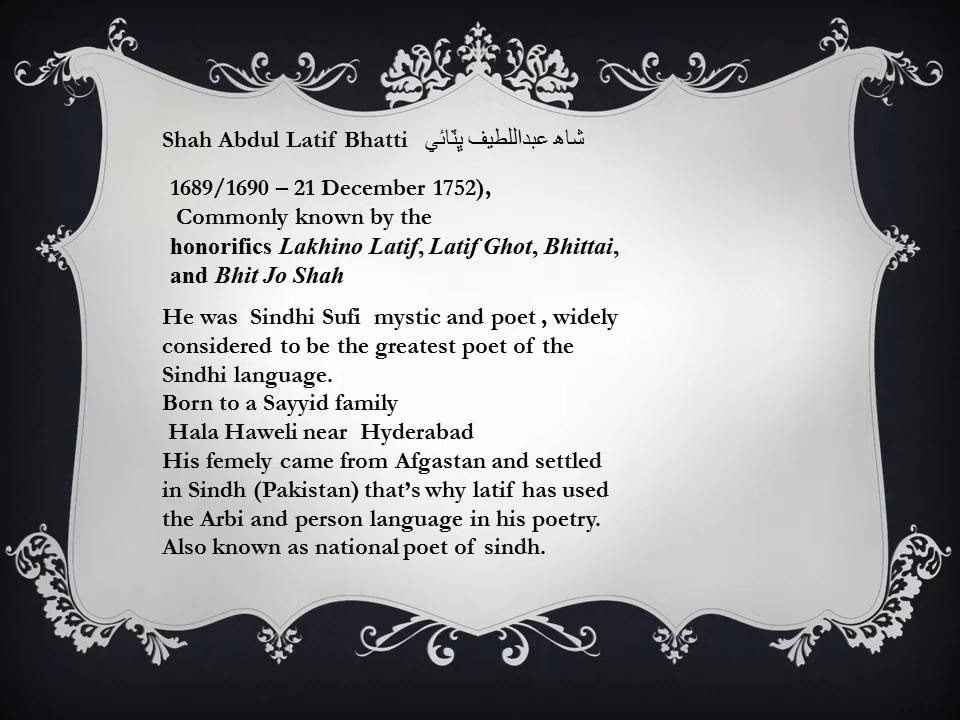 Shah Abdul Latif Bhatti شاه عبداللطيف ڀٽائي
1689/1690 – 21 December 1752),
Commonly known by the
honorifics Lakhino Latif, Latif Ghot, Bhittai,
and Bhit Jo Shah
He was Sindhi Sufi mystic and poet , widely
considered to be the greatest poet of the
Sindhi language.
Born to a Sayyid family
Hala Haweli near Hyderabad
His femely came from Afgastan and settled
in Sindh (Pakistan) that’s why latif has used
the Arbi and person language in his poetry.
Also known as national poet of sindh.